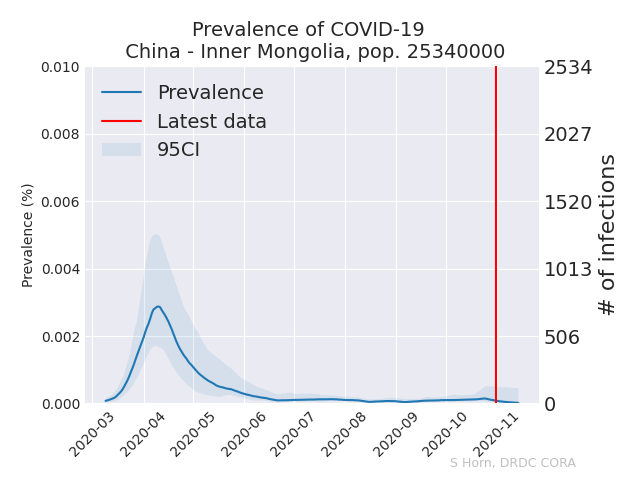 Prevalence of COVID-19
China - Inner Mongolia, pop. 25340000
Prevalence
Latest data
95CI
Prevalence (%)
0.010
0.008
0.006
0.004
0.002
0.000
2534
2027
1520
1013
506
0
# of infections
2020-03
2020-04
2020-05
2020-06
2020-07
2020-08
2020-09
2020-10
2020-11
S Horn, DRDC CORA